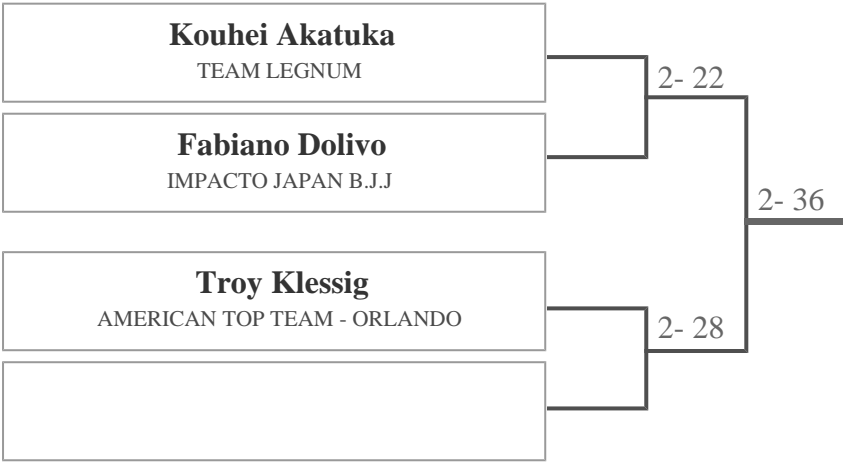 Kouhei Akatuka
TEAM LEGNUM
2- 22
Fabiano Dolivo
IMPACTO JAPAN B.J.J
2- 36
Troy Klessig
AMERICAN TOP TEAM - ORLANDO
2- 28